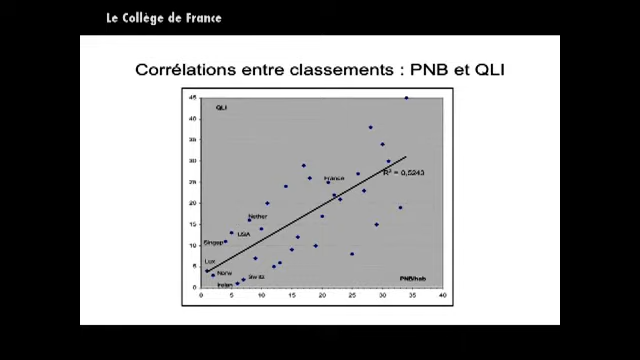 Le Collège de France
Corrélations entre classements : PNB et QLI
45
QLI
40
35
30
France
R² = 0,5243
25
20
Nether
15
USA
Singap
10
Lux
5
Norw
Switz
PNB/hab
Irelan
0
0 5 10 15 20 25 30 35 40